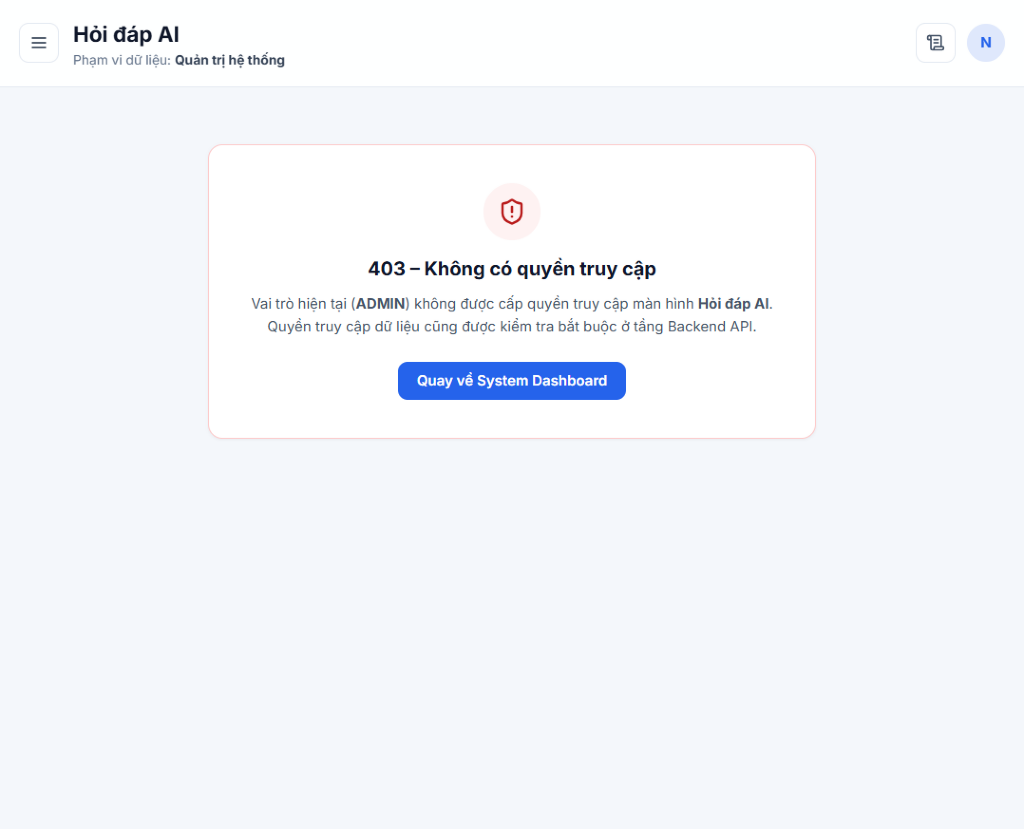 Hỏi đáp AI
Phạm vi dữ liệu: Quản trị hệ thống
N
403 – Không có quyền truy cập
Vai trò hiện tại (ADMIN) không được cấp quyền truy cập màn hình Hỏi đáp AI.
Quyền truy cập dữ liệu cũng được kiểm tra bắt buộc ở tầng Backend API.
Quay về System Dashboard